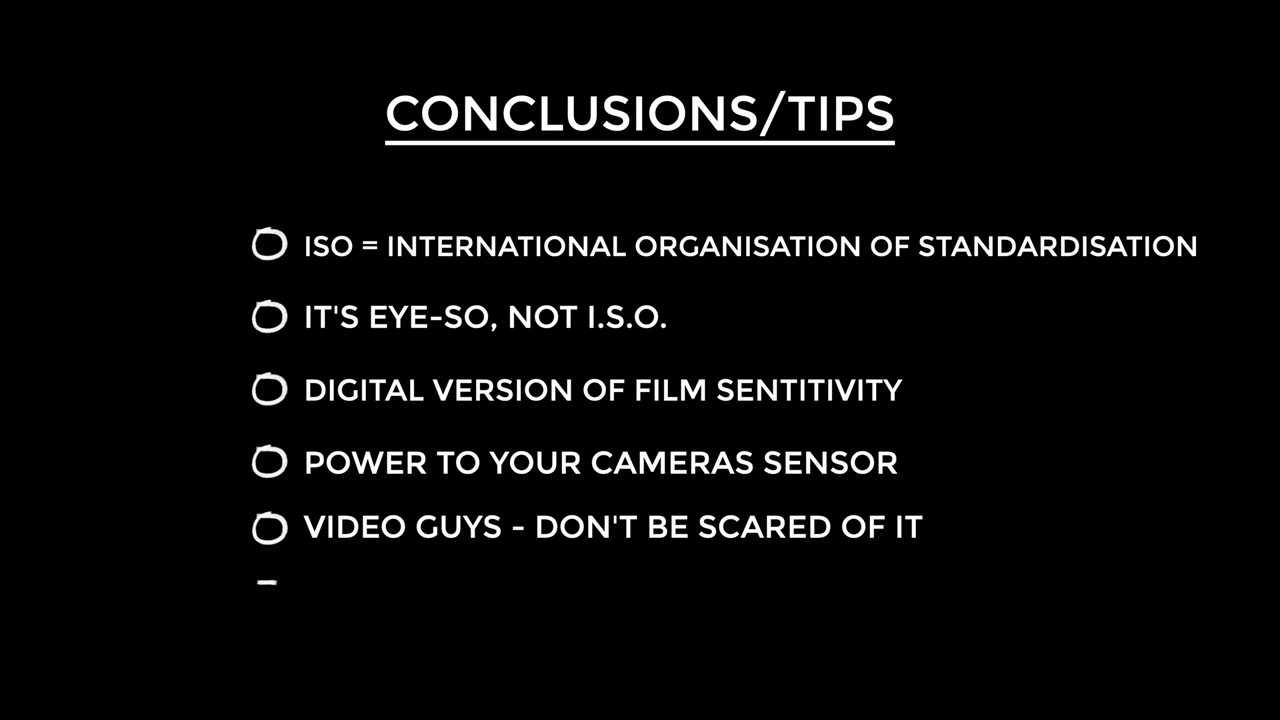 CONCLUSIONS/TIPS
ISO = INTERNATIONAL ORGANISATION OF STANDARDISATION
IT'S EYE-SO, NOT I.S.O.
DIGITAL VERSION OF FILM SENTITIVITY
POWER TO YOUR CAMERAS SENSOR
VIDEO GUYS - DON'T BE SCARED OF IT